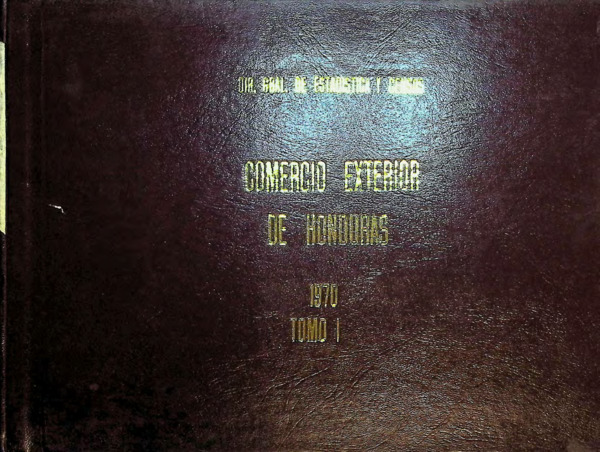 DIR. GRAL. DE ESTADISTICA Y CENSOS
COMERCIO EXTERIOR
DE HONDURAS
1970
TOMO I